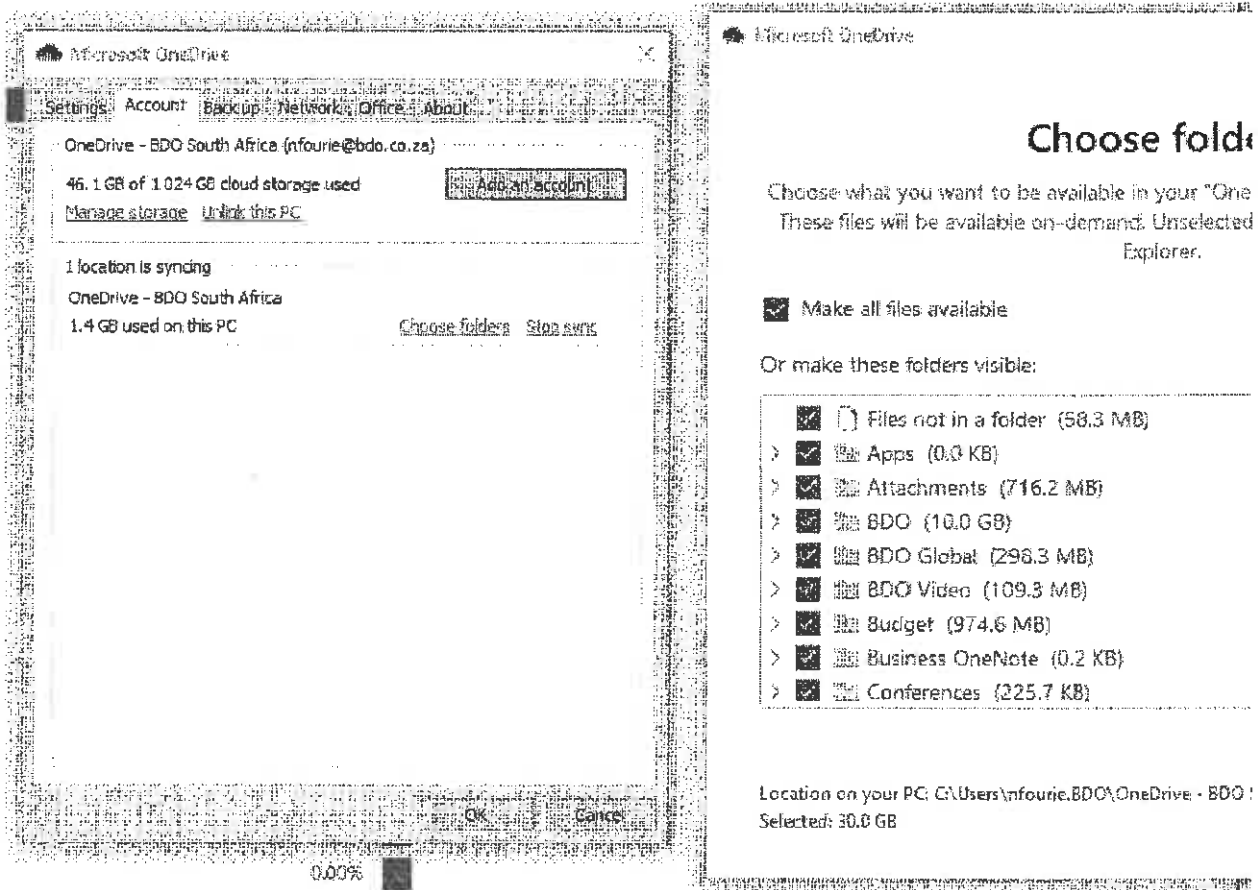 Microsoft OneDrive
Settings Account Backup Network Office About
OneDrive - BDO South Africa (nfourie@bdo.co.za)
46.1 GB of 1 024 GB cloud storage used
Add an account
Manage storage Unlink this PC
1 location is syncing
OneDrive - BDO South Africa
1.4 GB used on this PC
Choose folders Stop sync
OK Cancel
0.00%
Microsoft OneDrive
Choose folde
Choose what you want to be available in your "One
These files will be available on-demand. Unselected
Explorer.
Make all files available
Or make these folders visible:
Files not in a folder (58.3 MB)
Apps (0.0 KB)
Attachments (716.2 MB)
BDO (10.0 GB)
BDO Global (298.3 MB)
BDO Video (109.3 MB)
Budget (974.6 MB)
Business OneNote (0.2 KB)
Conferences (225.7 KB)
Location on your PC: C:\Users\nfourie.BDO\OneDrive - BDO
Selected: 30.0 GB